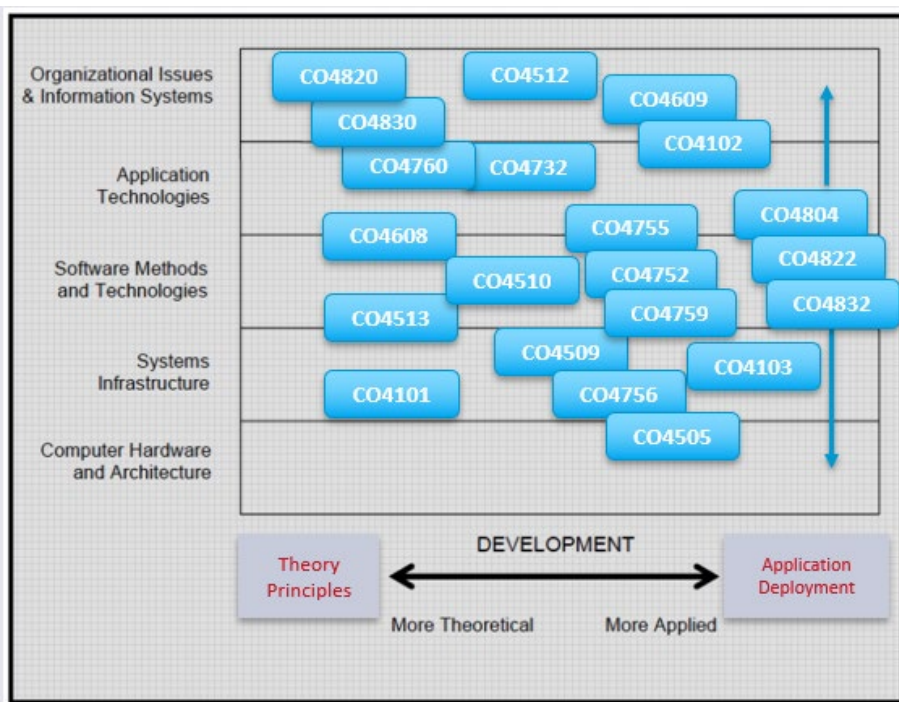 Organizational Issues
& Information Systems
CO4820
CO4512
CO4609
CO4830
CO4102
Application
Technologies
CO4760
CO4732
CO4804
CO4608
CO4755
Software Methods
and Technologies
CO4822
CO4510
CO4752
CO4832
CO4513
CO4759
Systems
Infrastructure
CO4509
CO4103
CO4101
CO4756
Computer Hardware
and Architecture
CO4505
DEVELOPMENT
Theory
Principles
Application
Deployment
More Theoretical
More Applied